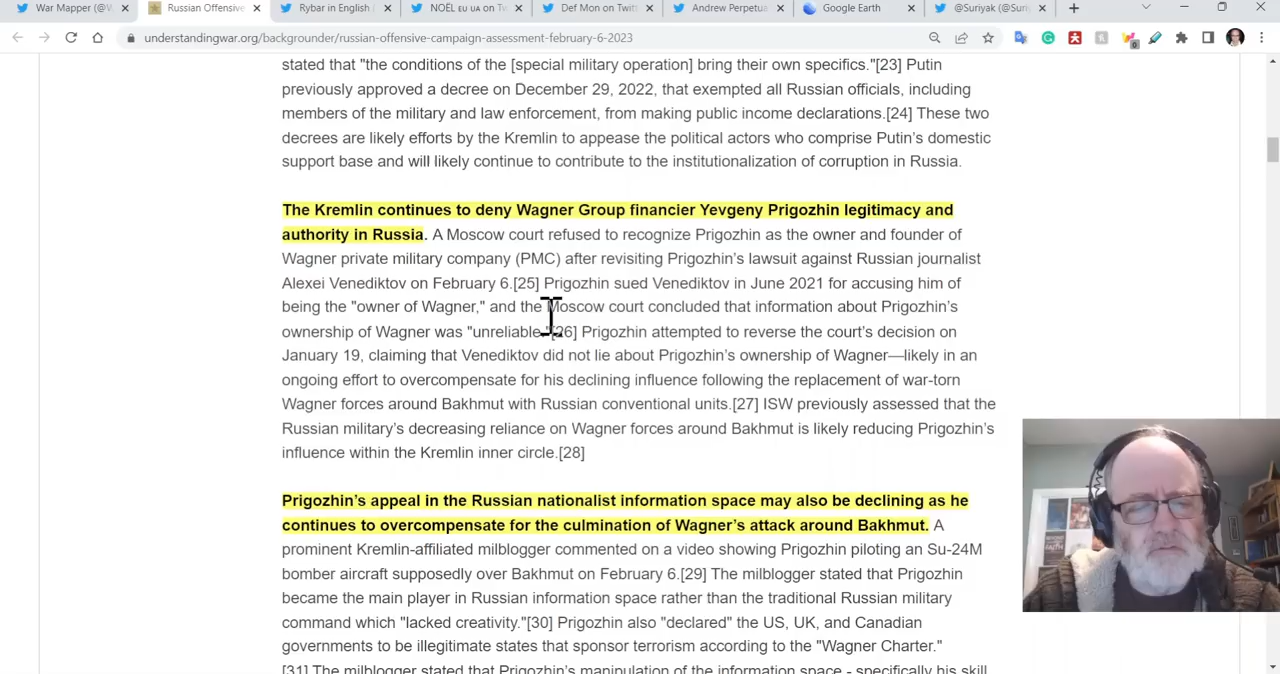 War Mapper (@W
Russian Offensive
Rybar in English
NOËL EU UA on Tw
Def Mon on Twitt
Andrew Perpetua
Google Earth
@Suriyak (@Suri
understandingwar.org/backgrounder/russian-offensive-campaign-assessment-february-6-2023
stated that "the conditions of the [special military operation] bring their own specifics."[23] Putin
previously approved a decree on December 29, 2022, that exempted all Russian officials, including
members of the military and law enforcement, from making public income declarations.[24] These two
decrees are likely efforts by the Kremlin to appease the political actors who comprise Putin's domestic
support base and will likely continue to contribute to the institutionalization of corruption in Russia.
The Kremlin continues to deny Wagner Group financier Yevgeny Prigozhin legitimacy and
authority in Russia. A Moscow court refused to recognize Prigozhin as the owner and founder of
Wagner private military company (PMC) after revisiting Prigozhin's lawsuit against Russian journalist
Alexei Venediktov on February 6.[25] Prigozhin sued Venediktov in June 2021 for accusing him of
being the "owner of Wagner," and the Moscow court concluded that information about Prigozhin's
ownership of Wagner was "unreliable."[26] Prigozhin attempted to reverse the court's decision on
January 19, claiming that Venediktov did not lie about Prigozhin's ownership of Wagner—likely in an
ongoing effort to overcompensate for his declining influence following the replacement of war-torn
Wagner forces around Bakhmut with Russian conventional units.[27] ISW previously assessed that the
Russian military's decreasing reliance on Wagner forces around Bakhmut is likely reducing Prigozhin's
influence within the Kremlin inner circle.[28]
Prigozhin's appeal in the Russian nationalist information space may also be declining as he
continues to overcompensate for the culmination of Wagner's attack around Bakhmut. A
prominent Kremlin-affiliated milblogger commented on a video showing Prigozhin piloting an Su-24M
bomber aircraft supposedly over Bakhmut on February 6.[29] The milblogger stated that Prigozhin
became the main player in Russian information space rather than the traditional Russian military
command which "lacked creativity."[30] Prigozhin also "declared" the US, UK, and Canadian
governments to be illegitimate states that sponsor terrorism according to the "Wagner Charter."
[31] The milblogger stated that Prigozhin's manipulation of the information space - specifically his skill